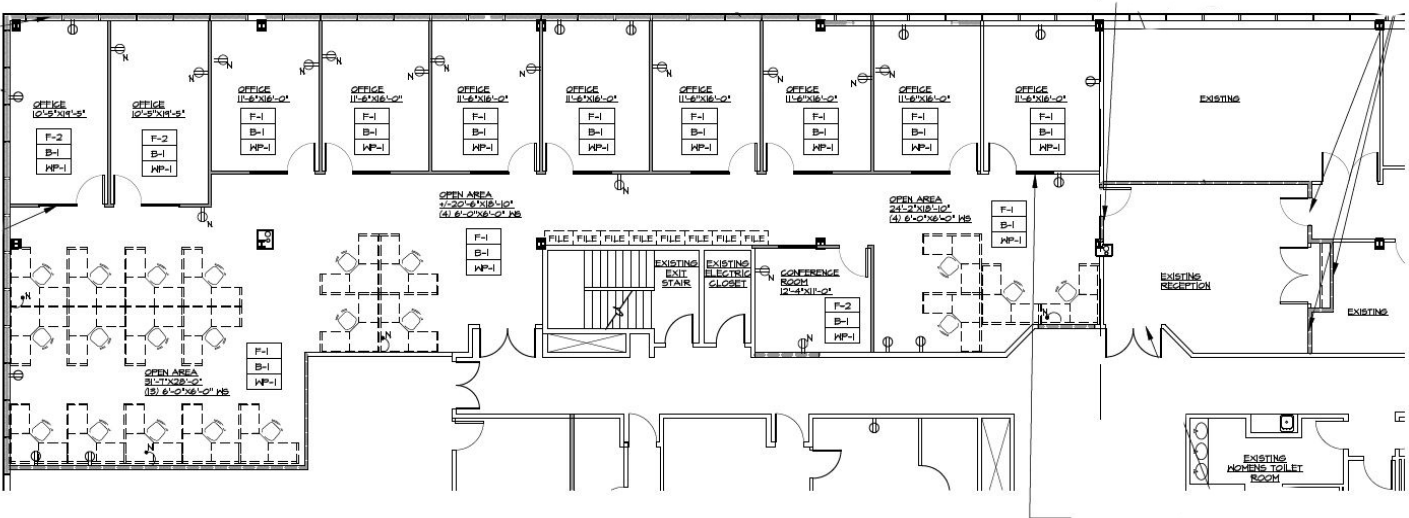 OFFICE
10'-5"X19'-5"
F-2
B-1
WP-1
OFFICE
10'-5"X19'-5"
F-2
B-1
WP-1
OFFICE
11'-6"X16'-0"
F-1
B-1
WP-1
OFFICE
11'-6"X16'-0"
F-1
B-1
WP-1
OFFICE
11'-6"X16'-0"
F-1
B-1
WP-1
OFFICE
11'-6"X16'-0"
F-1
B-1
WP-1
OFFICE
11'-6"X16'-0"
F-1
B-1
WP-1
OFFICE
11'-6"X16'-0"
F-1
B-1
WP-1
OFFICE
11'-6"X16'-0"
F-1
B-1
WP-1
OFFICE
11'-6"X16'-0"
F-1
B-1
WP-1
EXISTING
N
N
N
N
N
N
N
N
N
N
N
N
OPEN AREA
+/-20'-6"X18'-10"
(4) 6'-0"X6'-0" WS
F-1
B-1
WP-1
OPEN AREA
24'-2"X18'-10"
(4) 6'-0"X6'-0" WS
F-1
B-1
WP-1
FILE FILE FILE FILE FILE FILE FILE FILE
EXISTING
EXIT
STAIR
EXISTING
ELECTRIC
CLOSET
N
CONFERENCE
ROOM
12'-4"X11'-0"
F-2
B-1
WP-1
EXISTING
RECEPTION
EXISTING
N
N
N
N
OPEN AREA
31'-7"X28'-0"
(13) 6'-0"X6'-0" WS
F-1
B-1
WP-1
N
EXISTING
WOMENS TOILET
ROOM